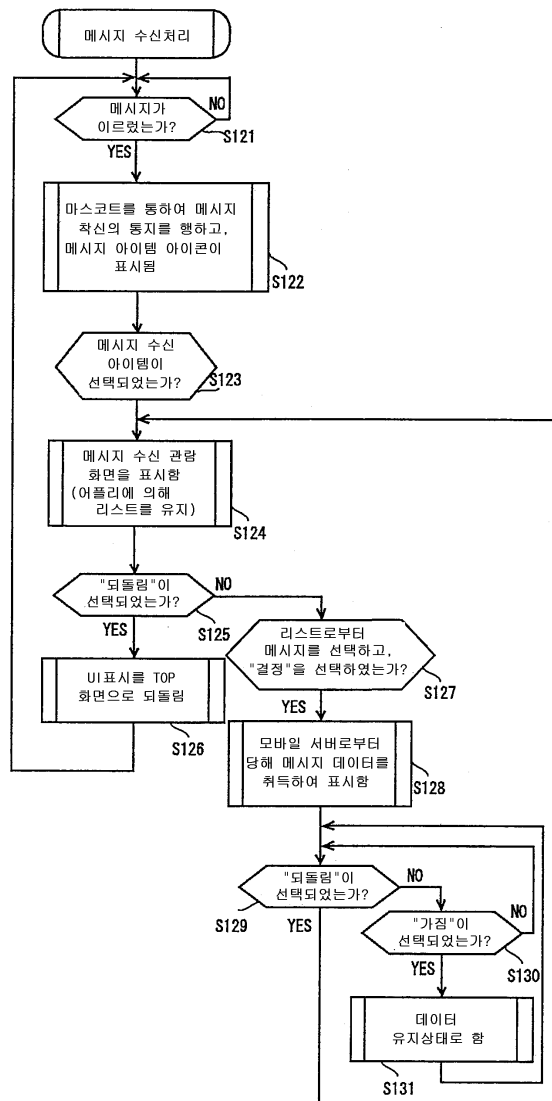 메시지 수신처리
메시지가
이르렀는가?
NO
S121
YES
마스코트를 통하여 메시지
착신의 통지를 행하고,
메시지 아이템 아이콘이
표시됨
S122
메시지 수신
아이템이
선택되었는가?
S123
메시지 수신 관람
화면을 표시함
(어플리에 의해
리스트를 유지)
S124
"되돌림"이
선택되었는가?
NO
S125
YES
UI표시를 TOP
화면으로 되돌림
S126
리스트로부터
메시지를 선택하고,
"결정"을 선택하였는가?
S127
YES
모바일 서버로부터
당해 메시지 데이터를
취득하여 표시함
S128
"되돌림"이
선택되었는가?
NO
S129
YES
"가짐"이
선택되었는가?
NO
S130
YES
데이터
유지상태로 함
S131